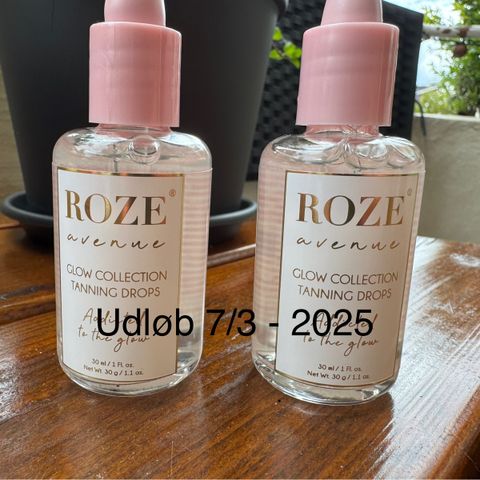 ROZE®
avenue
GLOW COLLECTION
TANNING DROPS
Addicted
to the glow
30 ml / 1 Fl. oz.
Net Wt. 30 g / 1.1 oz.
ROZE®
avenue
GLOW COLLECTION
TANNING DROPS
to the glow
30 ml / 1 Fl. oz.
Net Wt. 30 g / 1.1 oz.
Udløb 7/3 - 2025